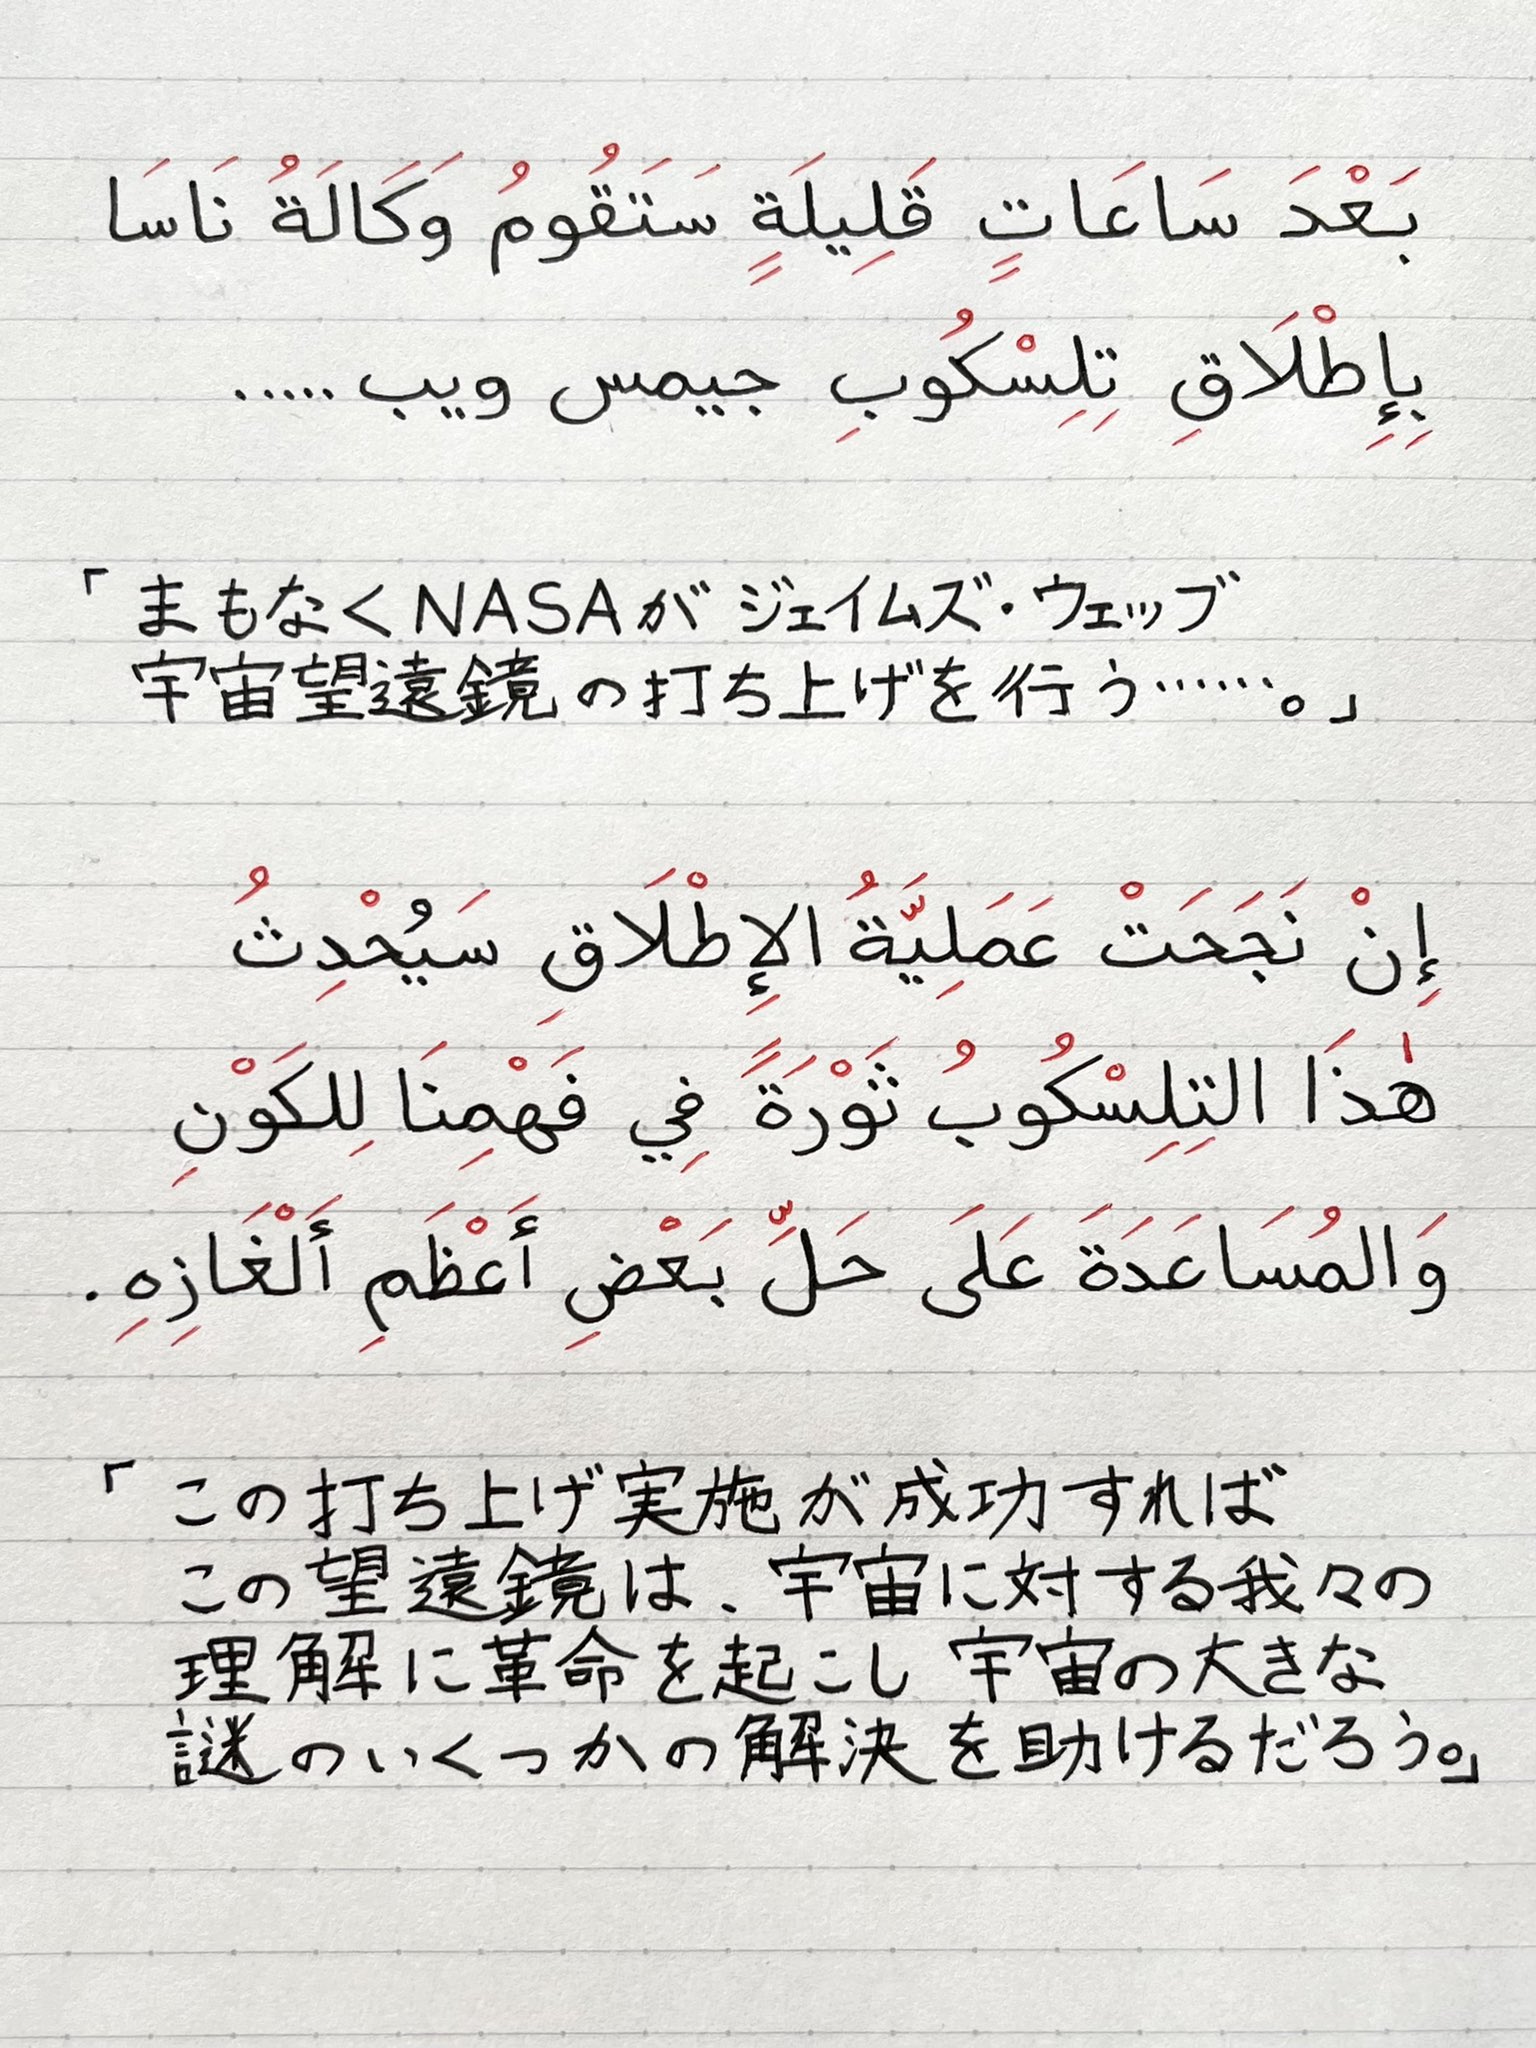 بَعْدَ سَاعَاتٍ قَلِيلَةٍ سَتَقُومُ وَكَالَةُ نَاسَا
بِإِطْلَاقِ تِلِسْكُوبِ جيمس ويب .....
「まもなくNASAがジェイムズ・ウェッブ
宇宙望遠鏡の打ち上げを行う……。」
إِنْ نَجَحَتْ عَمَلِيَّةُ الإِطْلَاقِ سَيُحْدِثُ
هٰذَا التِلِسْكُوبُ ثَوْرَةً فِي فَهْمِنَا لِلكَوْنِ
وَالمُسَاعَدَةَ عَلَى حَلِّ بَعْضِ أَعْظَمِ أَلْغَازِهِ .
「この打ち上げ実施が成功すれば
この望遠鏡は、宇宙に対する我々の
理解に革命を起こし 宇宙の大きな
謎のいくつかの解決を助けるだろう。」